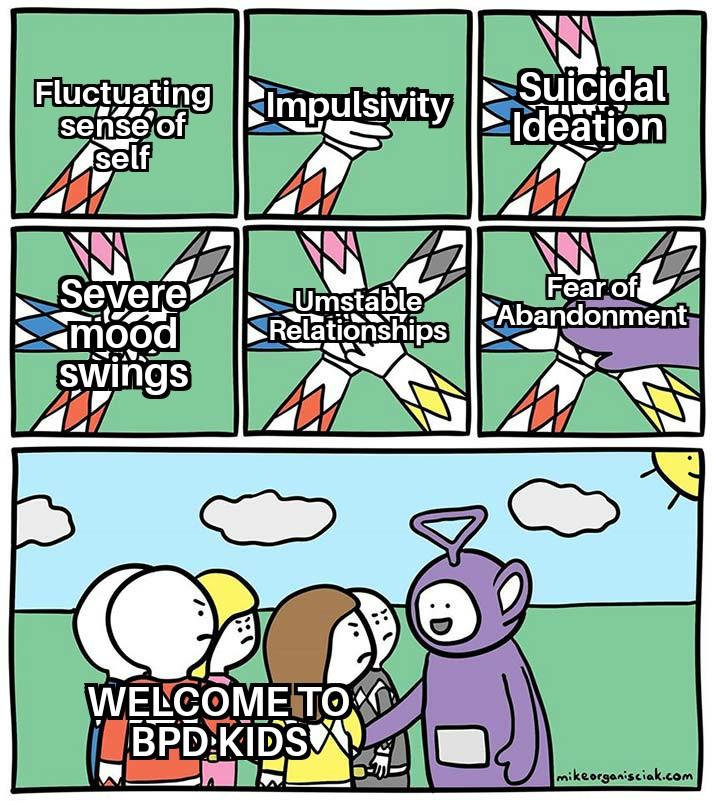 Fluctuating
sense of
self
Impulsivity
Suicidal
Ideation
Severe
mood
swings
Umstable
Relationships
Fear of
Abandonment
WELCOME TO
BPD KIDS
mikeorganisciak.com